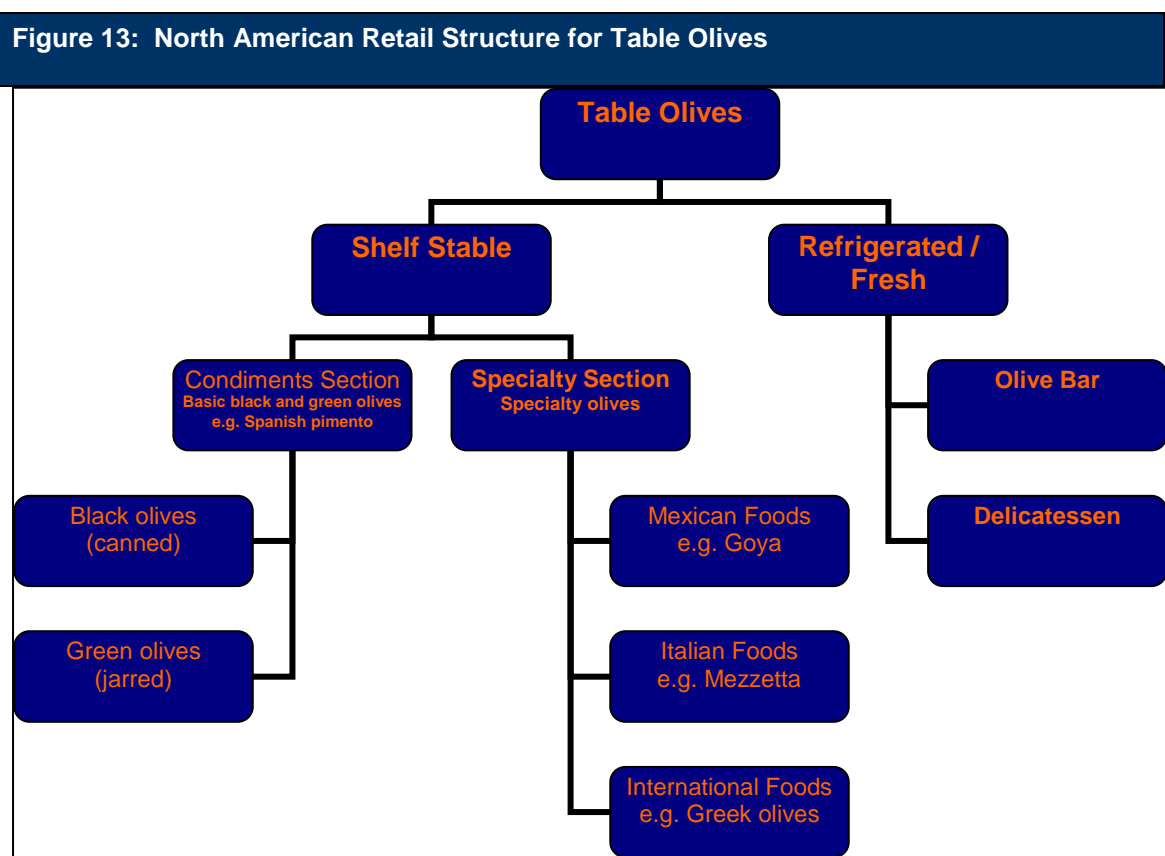 Figure 13:  North American Retail Structure for Table Olives
Table Olives
Shelf Stable
Refrigerated /
Fresh
Condiments Section
Basic black and green olives
e.g. Spanish pimento
Specialty Section
Specialty olives
Olive Bar
Black olives
(canned)
Mexican Foods
e.g. Goya
Delicatessen
Green olives
(jarred)
Italian Foods
e.g. Mezzetta
International Foods
e.g. Greek olives